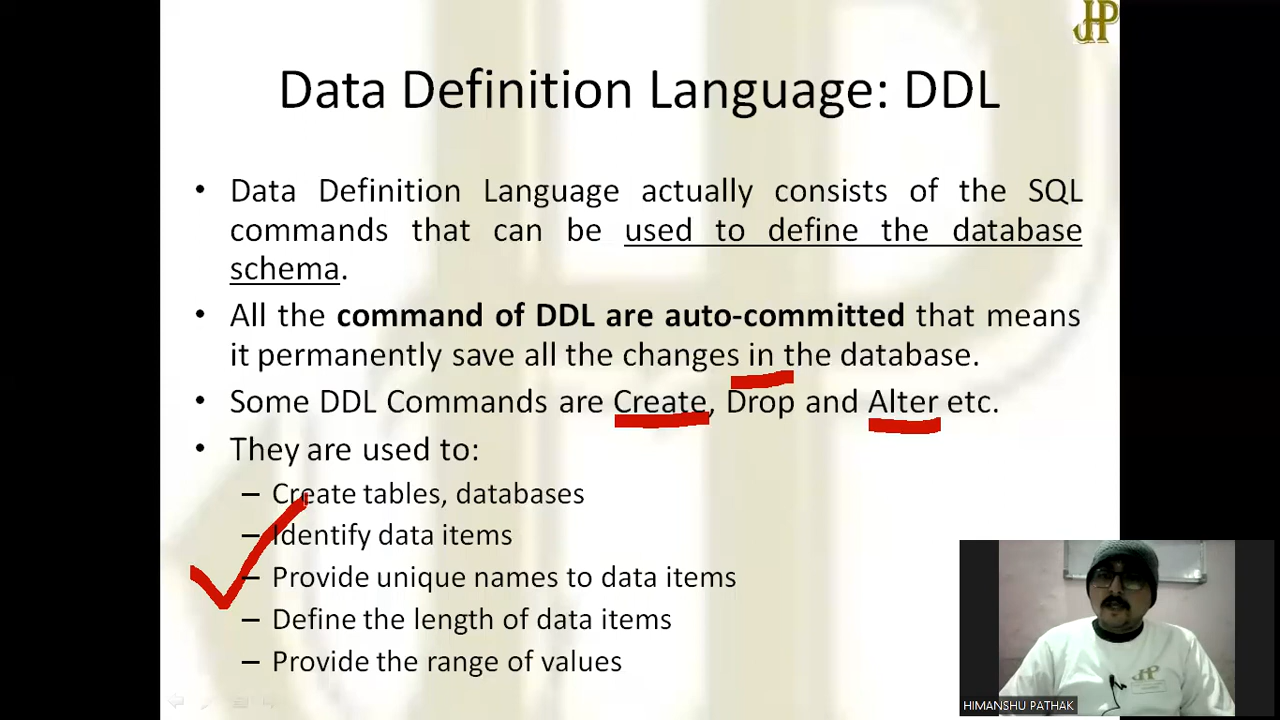 JHP
Data Definition Language: DDL
• Data Definition Language actually consists of the SQL
commands that can be used to define the database
schema.
• All the command of DDL are auto-committed that means
it permanently save all the changes in the database.
• Some DDL Commands are Create, Drop and Alter etc.
• They are used to:
– Create tables, databases
– Identify data items
– Provide unique names to data items
– Define the length of data items
– Provide the range of values
JHP
HIMANSHU PATHAK